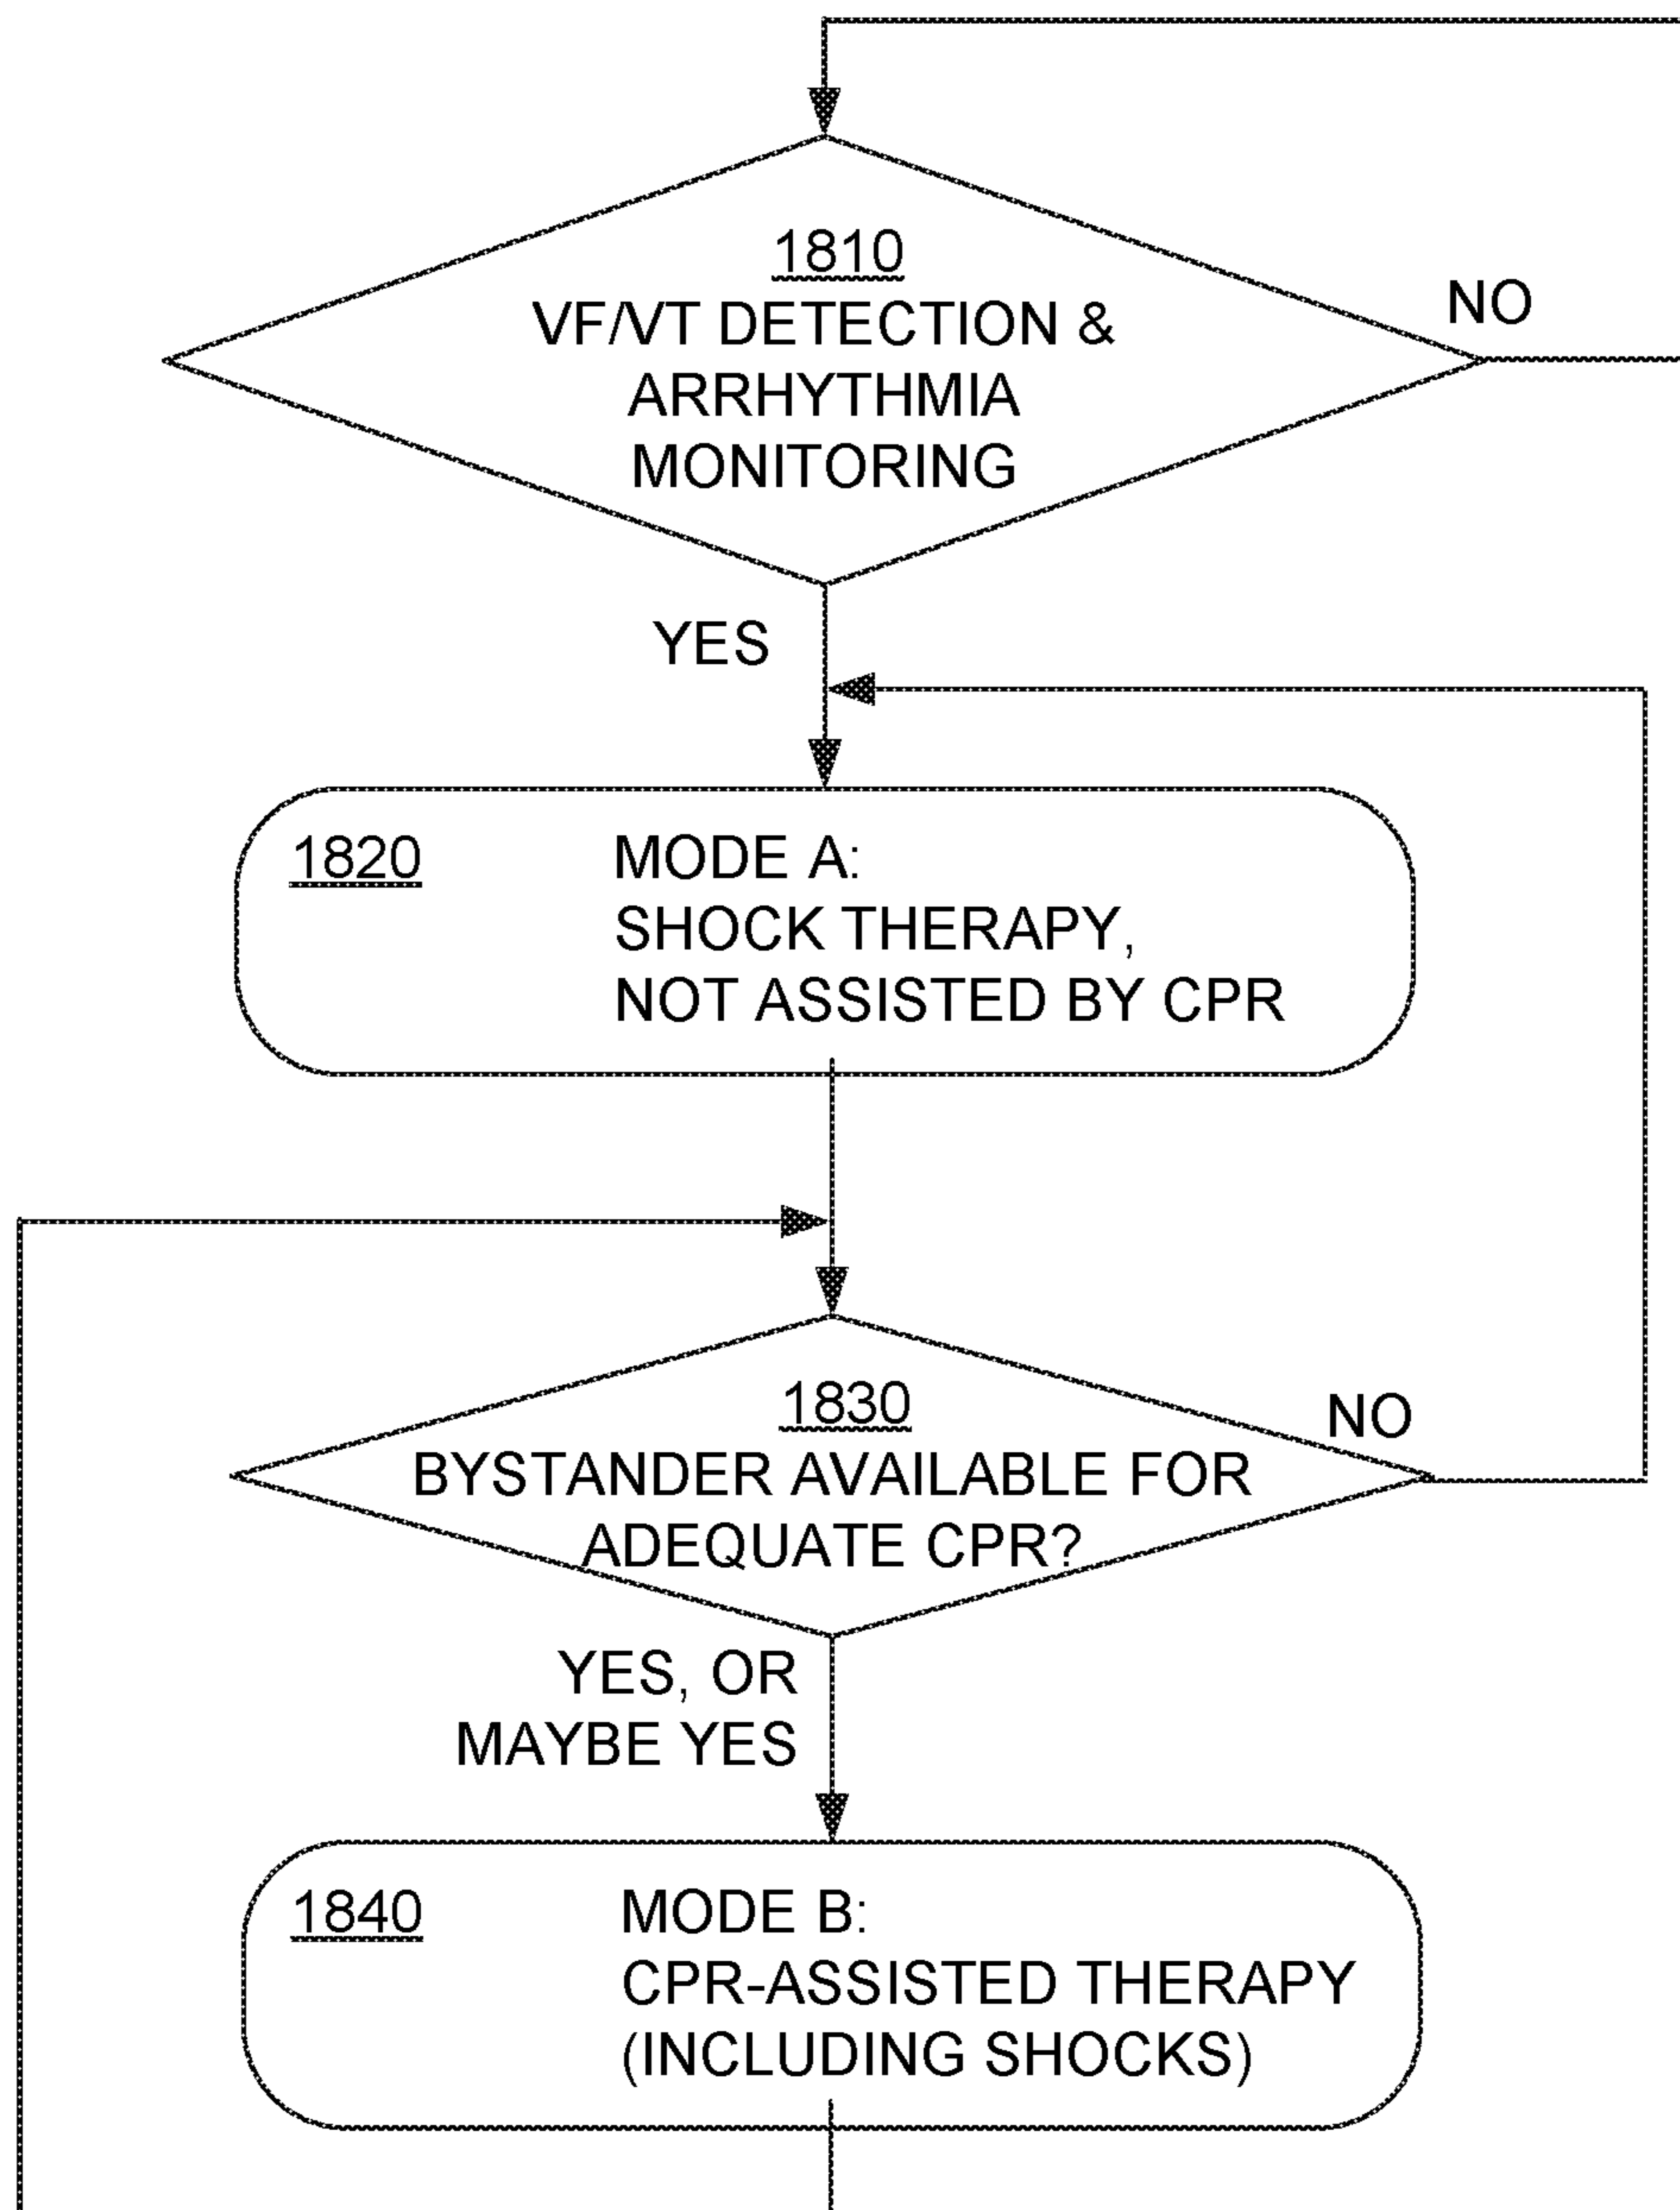 1810
VF/VT DETECTION &
ARRHYTHMIA
MONITORING
NO
YES
1820
MODE A:
SHOCK THERAPY,
NOT ASSISTED BY CPR
1830
BYSTANDER AVAILABLE FOR
ADEQUATE CPR?
NO
YES, OR
MAYBE YES
1840
MODE B:
CPR-ASSISTED THERAPY
(INCLUDING SHOCKS)